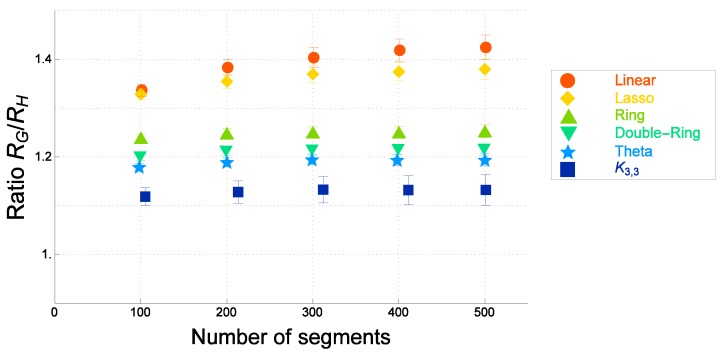 Ratio R_G/R_H
1.4
1.2
1.
0
100
200
300
400
500
Number of segments
Linear
Lasso
Ring
Double−Ring
Theta
K_{3,3}